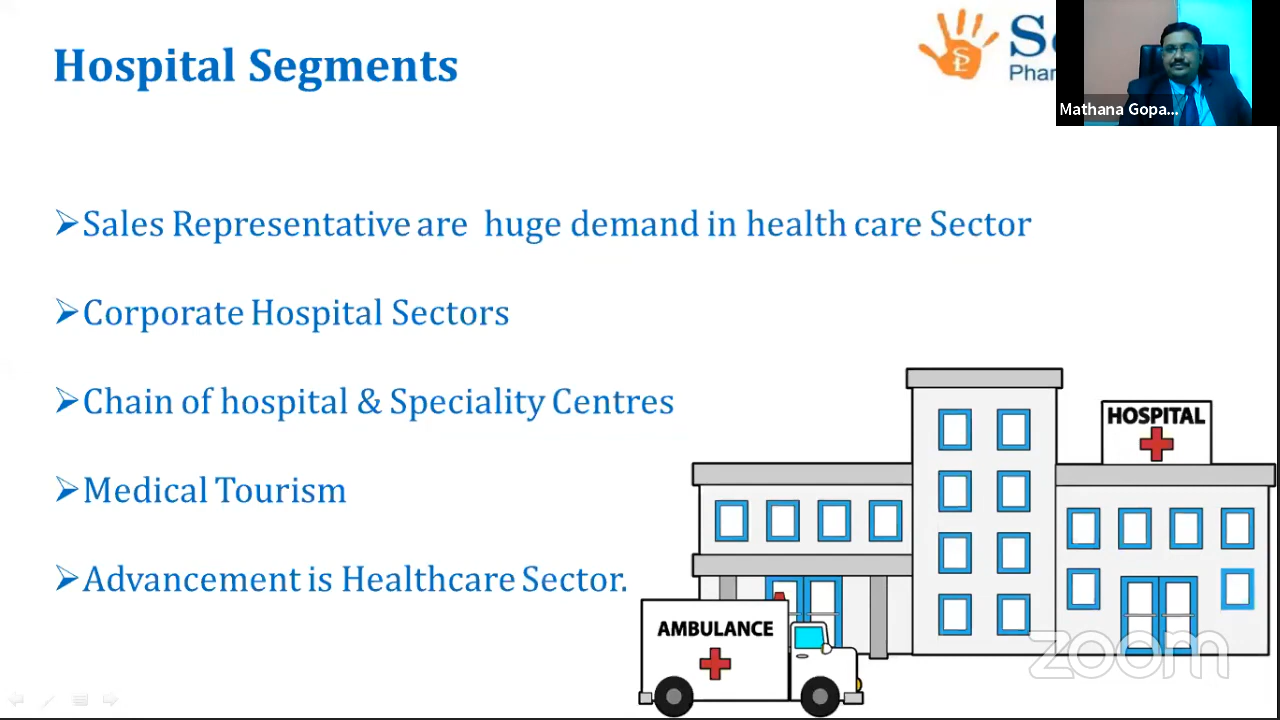 Hospital Segments
Mathana Gopa...
➢Sales Representative are  huge demand in health care Sector
➢Corporate Hospital Sectors
➢Chain of hospital & Speciality Centres
➢Medical Tourism
➢Advancement is Healthcare Sector.
HOSPITAL
AMBULANCE
zoom